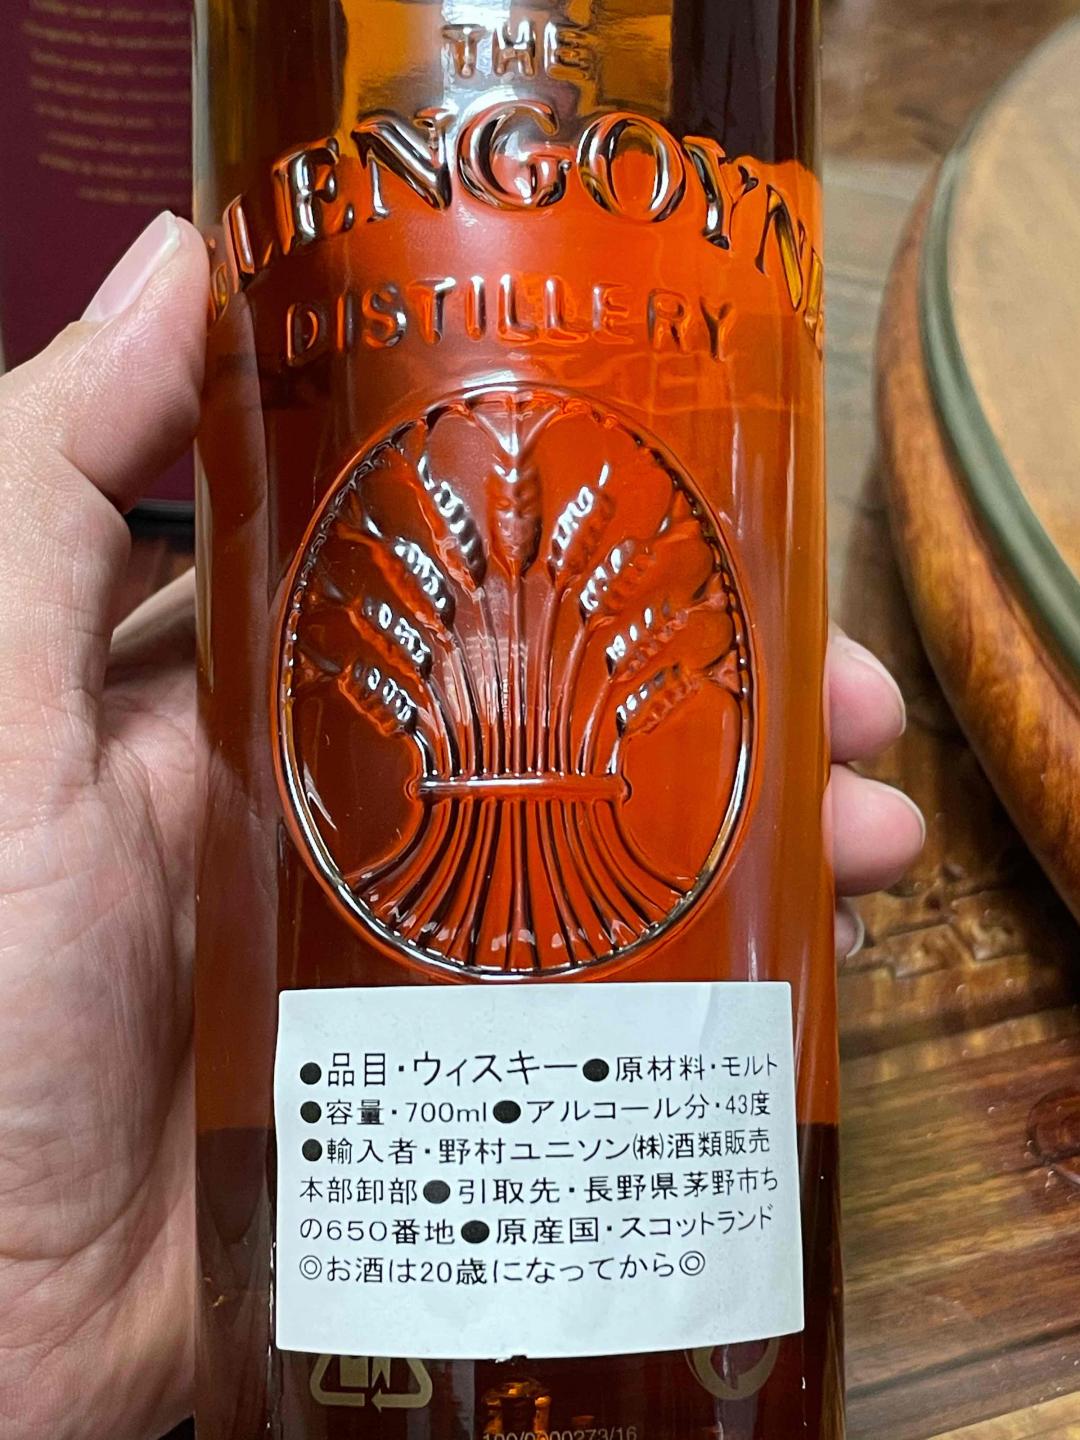 THE
GLENGOYNE
DISTILLERY
●品目・ウィスキー●原材料・モルト
●容量・700ml●アルコール分・43度
●輸入者・野村ユニソン㈱酒類販売
本部卸部●引取先・長野県茅野市ち
の650番地●原産国・スコットランド
◎お酒は20歳になってから◎